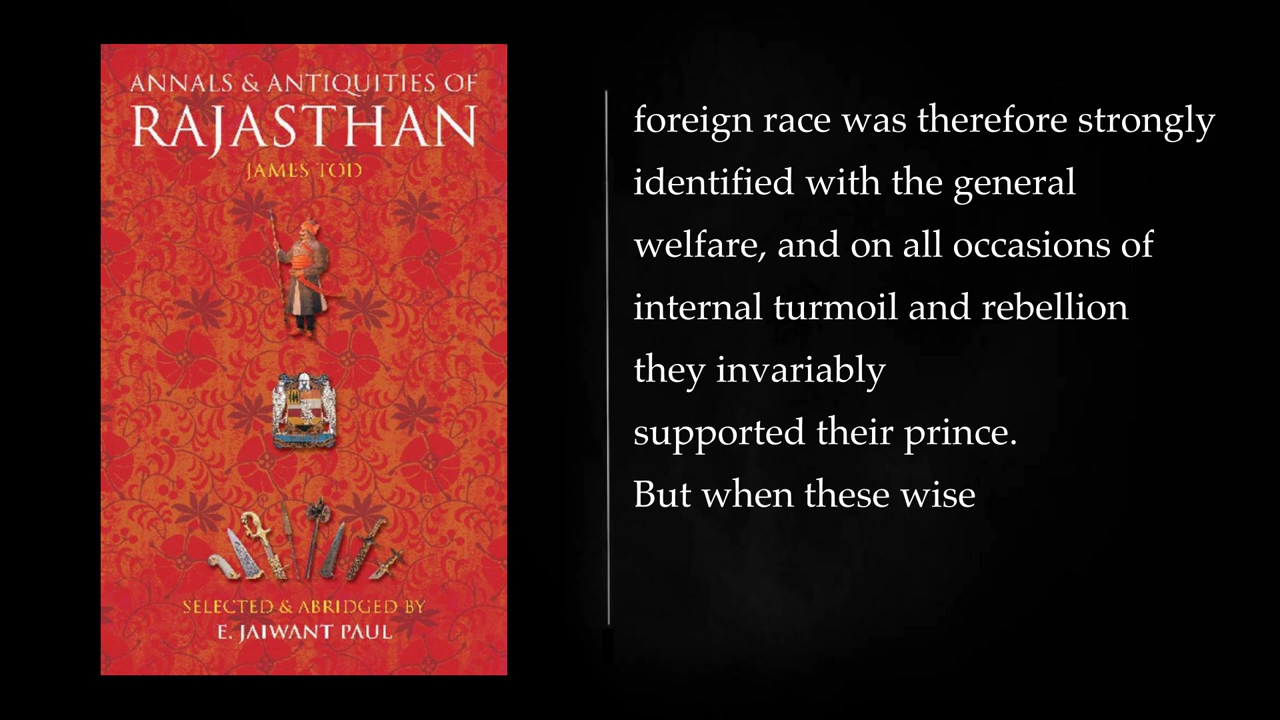 ANNALS & ANTIQUITIES OF
RAJASTHAN
JAMES TOD
SELECTED & ABRIDGED BY
E. JAIWANT PAUL
foreign race was therefore strongly
identified with the general
welfare, and on all occasions of
internal turmoil and rebellion
they invariably
supported their prince.
But when these wise